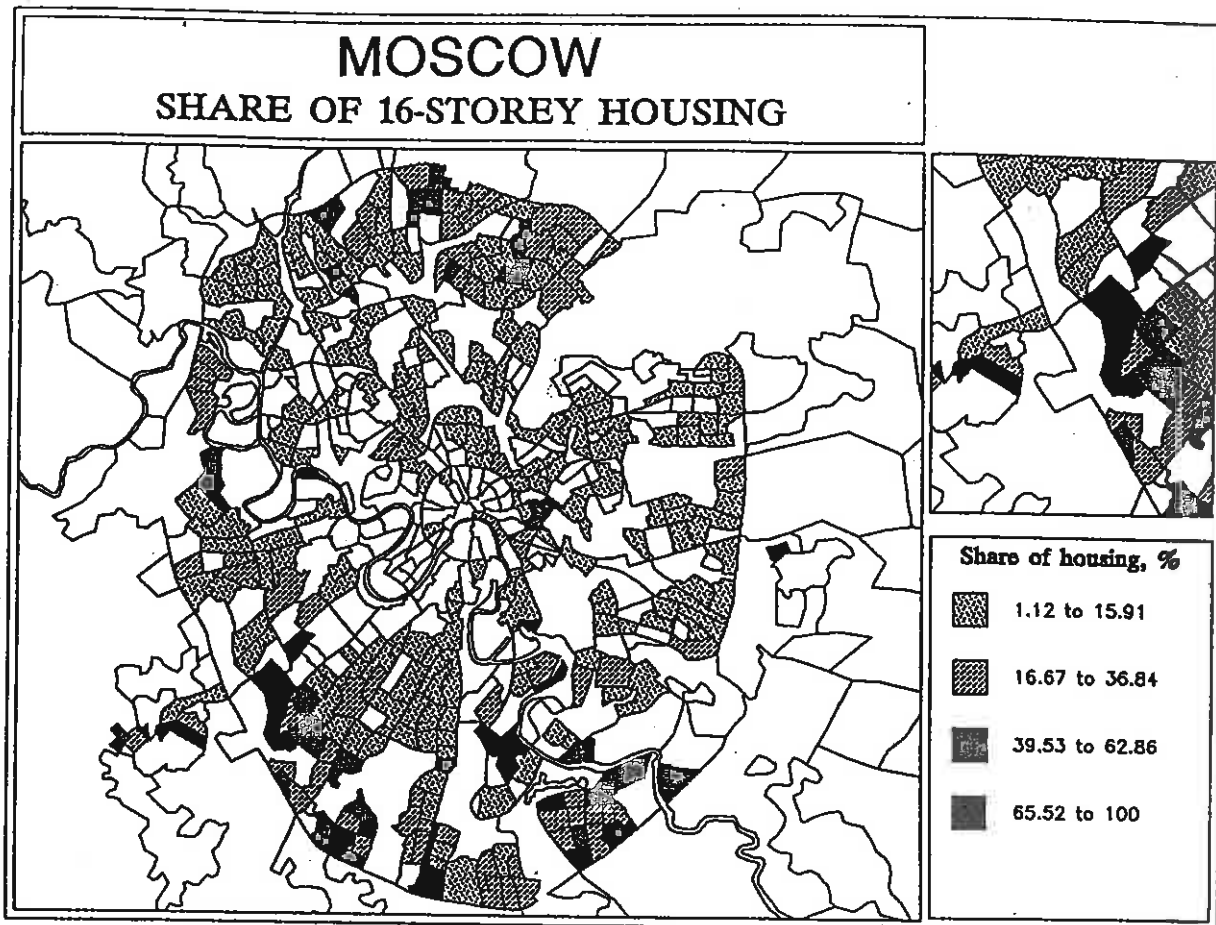 MOSCOW
SHARE OF 16-STOREY HOUSING
Share of housing, %
1.12 to 15.91
16.67 to 36.84
39.53 to 62.86
65.52 to 100